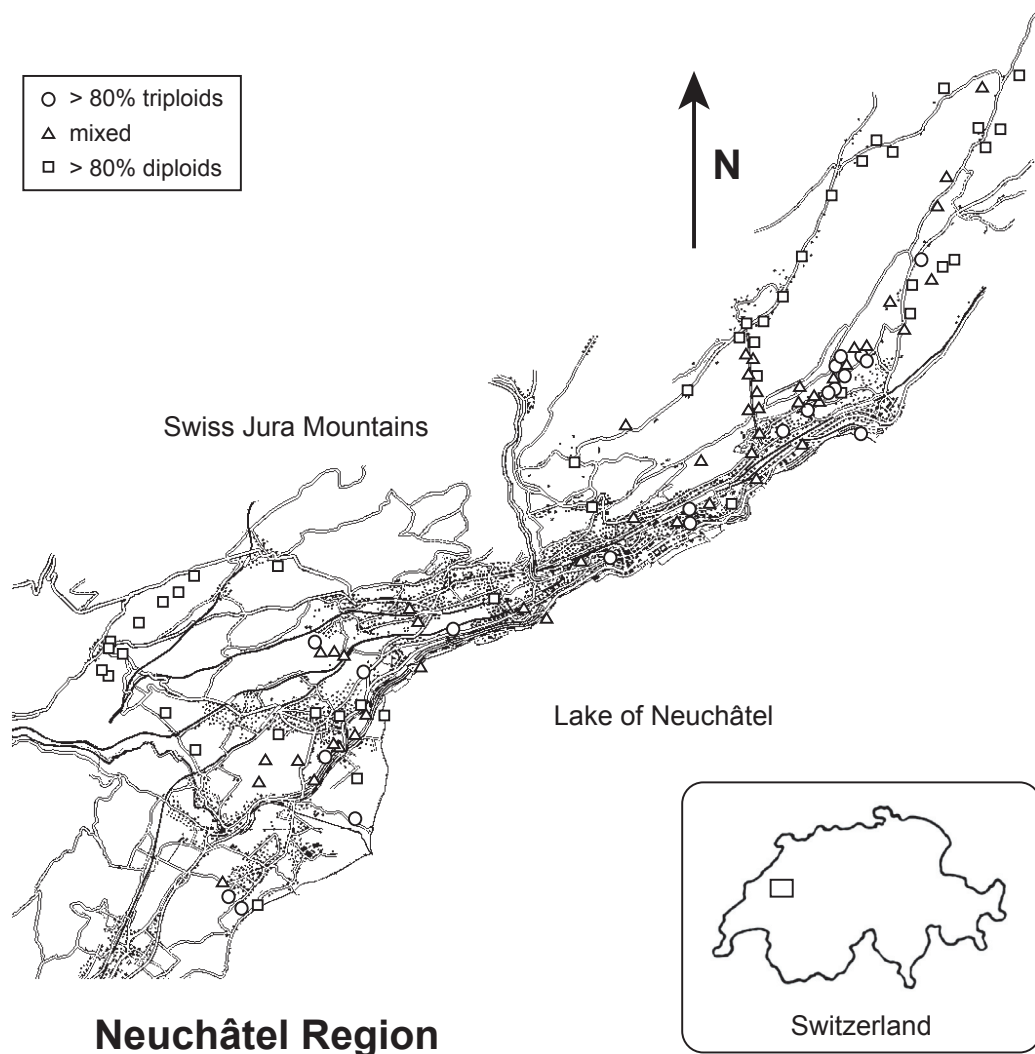 > 80% triploids
mixed
> 80% diploids
N
Swiss Jura Mountains
Lake of Neuchâtel
Switzerland
Neuchâtel Region